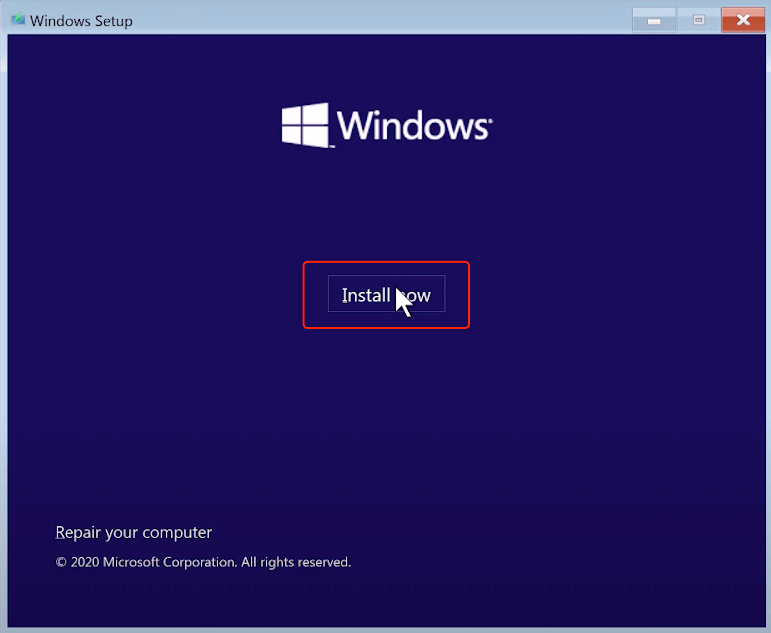 Windows Setup
Windows
Install now
Repair your computer
© 2020 Microsoft Corporation. All rights reserved.